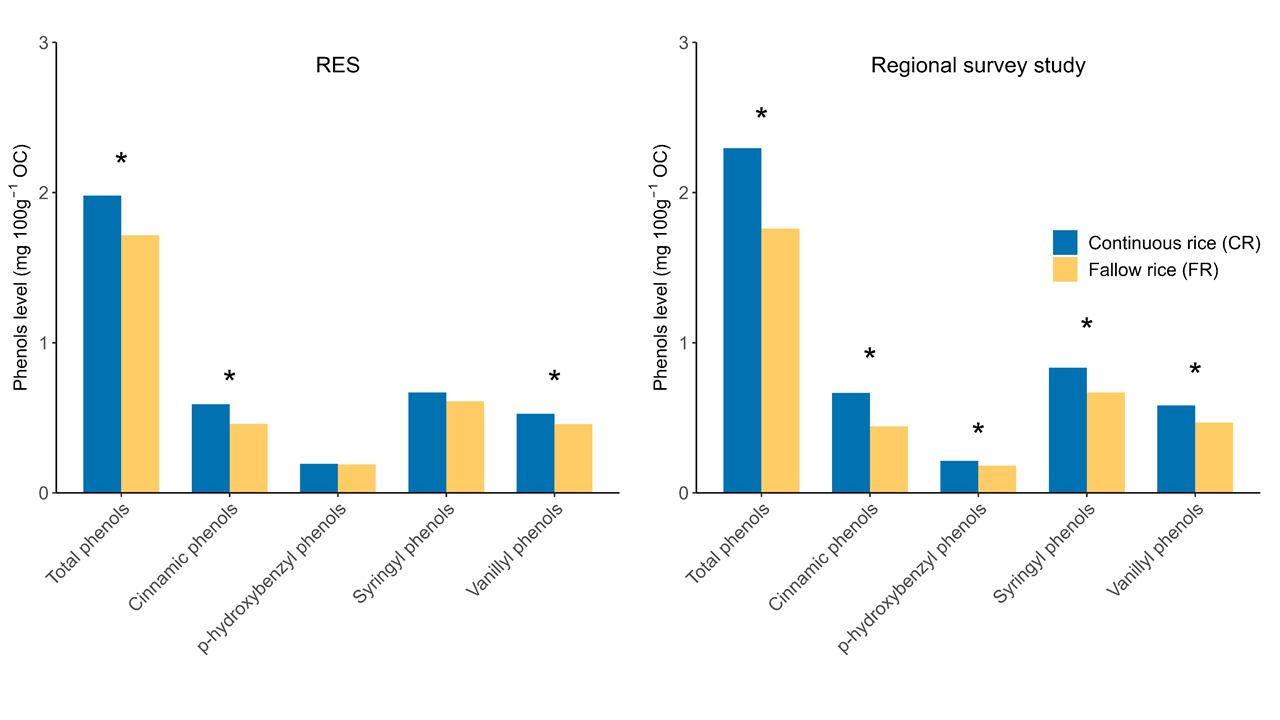 RES
Phenols level (mg 100g⁻¹ OC)
3
2
1
0
*
*
*
Total phenols
Cinnamic phenols
p-hydroxybenzyl phenols
Syringyl phenols
Vanillyl phenols
Regional survey study
Phenols level (mg 100g⁻¹ OC)
3
2
1
0
*
*
*
*
*
Continuous rice (CR)
Fallow rice (FR)
Total phenols
Cinnamic phenols
p-hydroxybenzyl phenols
Syringyl phenols
Vanillyl phenols